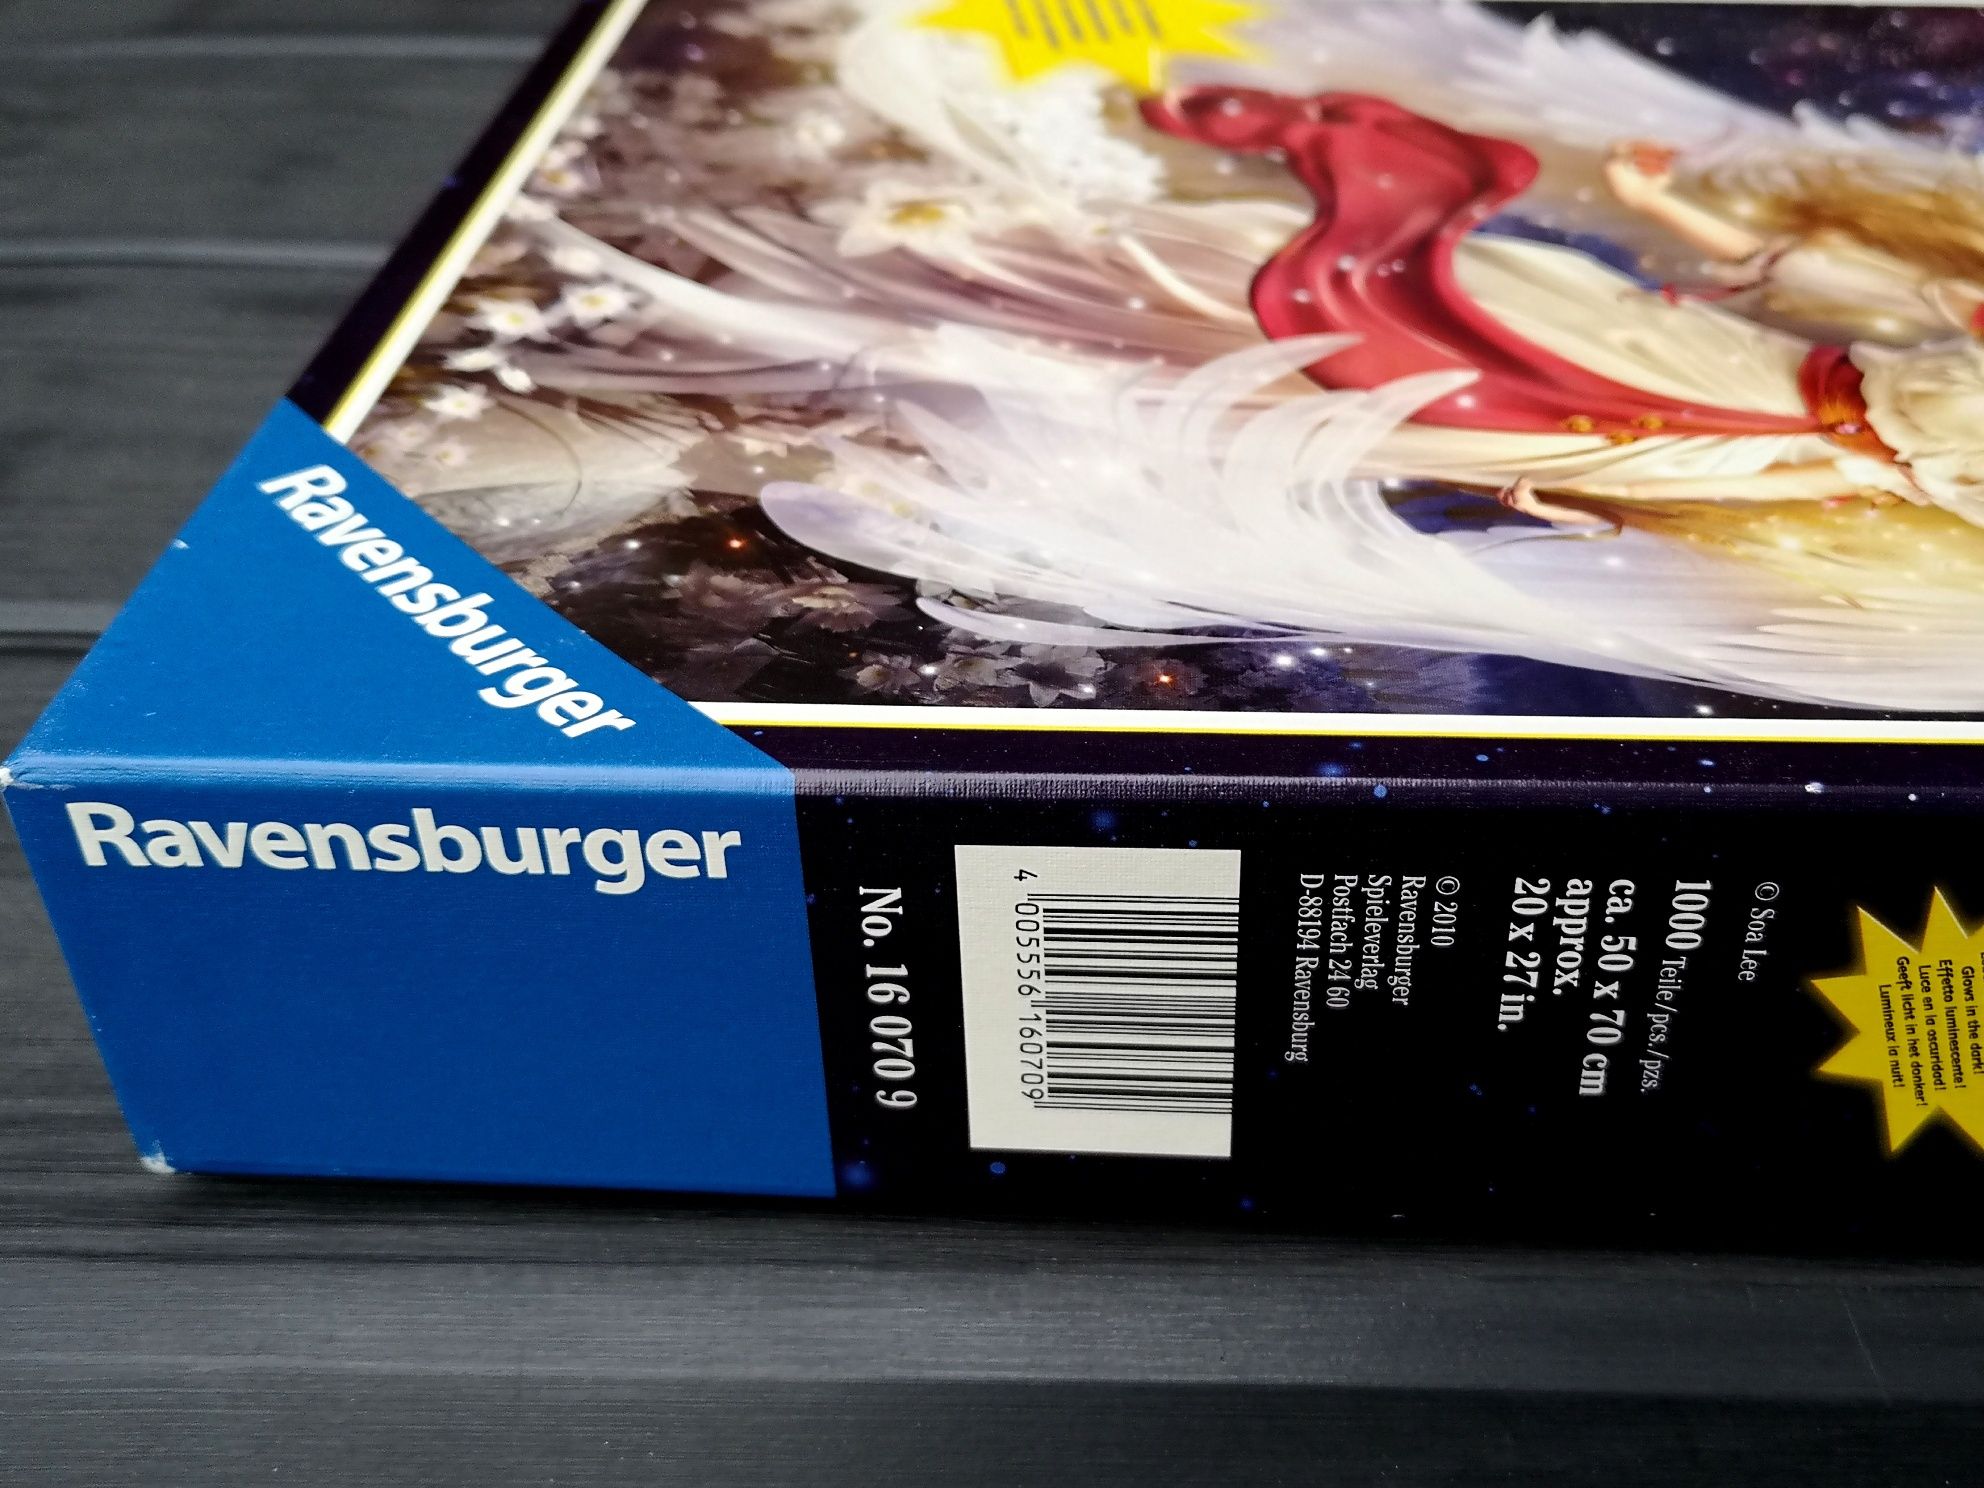 Ravensburger
Ravensburger
No. 16 070 9
4 005556 160709
© 2010
Ravensburger
Spieleverlag
Postfach 24 60
D-88194 Ravensburg
© Soa Lee
1000 Teile/pcs./pzs.
ca. 50 x 70 cm
approx.
20 x 27 in.
Glows in the dark!
Effetto luminescente!
Luce en la oscuridad!
Geeft licht in het donker!
Lumineux la nuit!